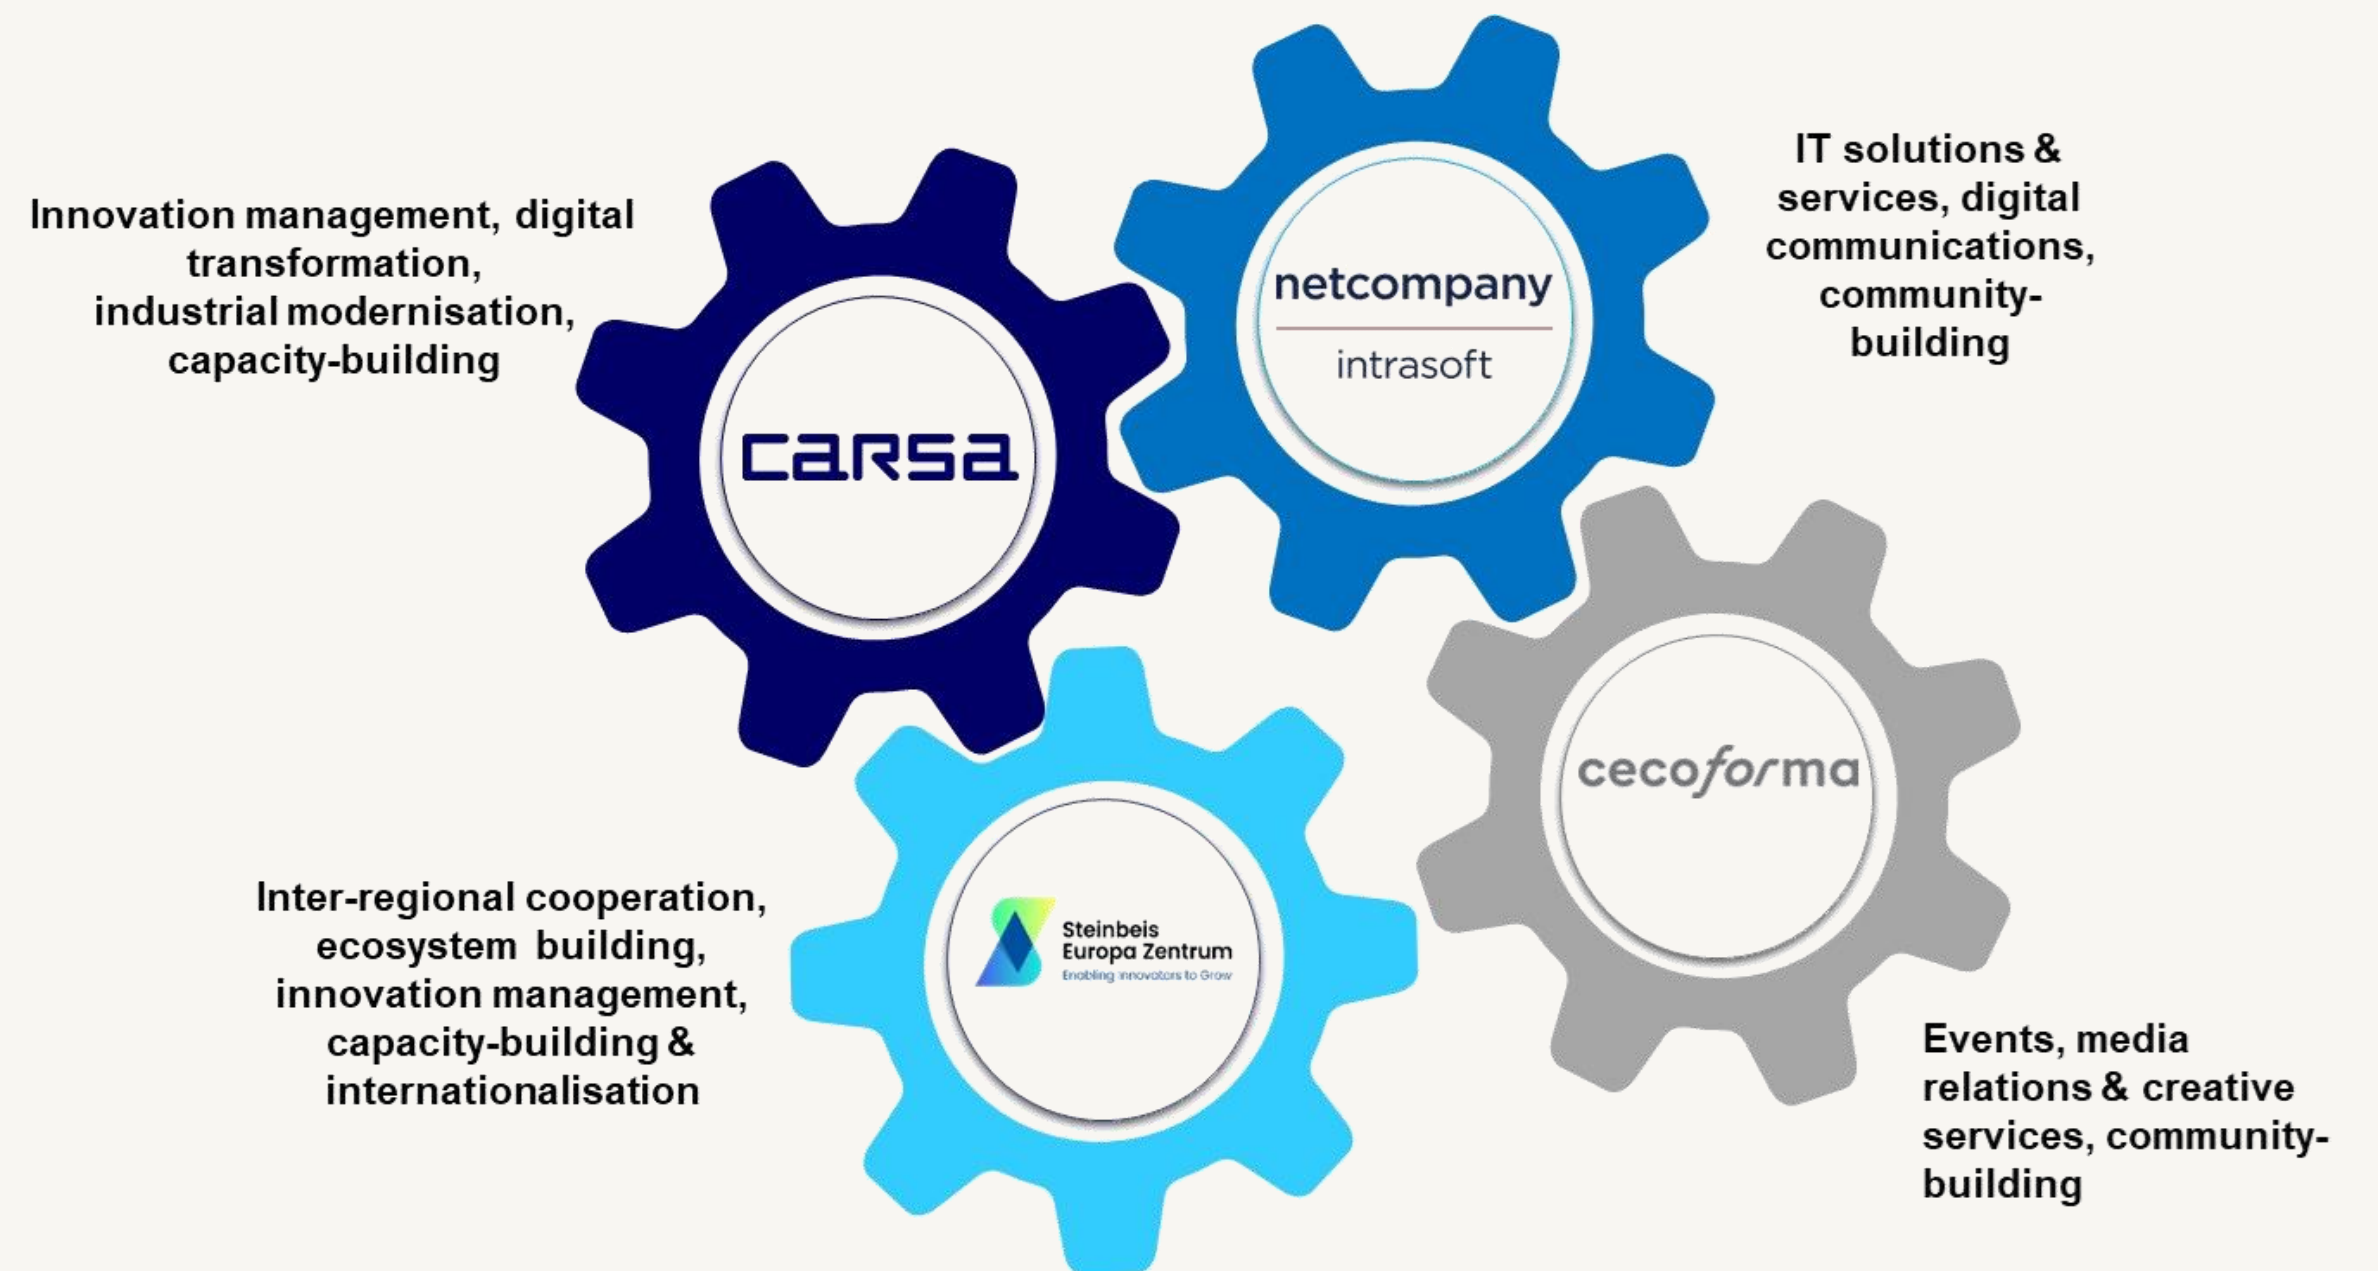 Innovation management, digital
transformation,
industrial modernisation,
capacity-building
carsa
netcompany
intrasoft
IT solutions &
services, digital
communications,
community-
building
cecoforma
Inter-regional cooperation,
ecosystem building,
innovation management,
capacity-building &
internationalisation
Steinbeis
Europa Zentrum
Enabling Innovators to Grow
Events, media
relations & creative
services, community-
building